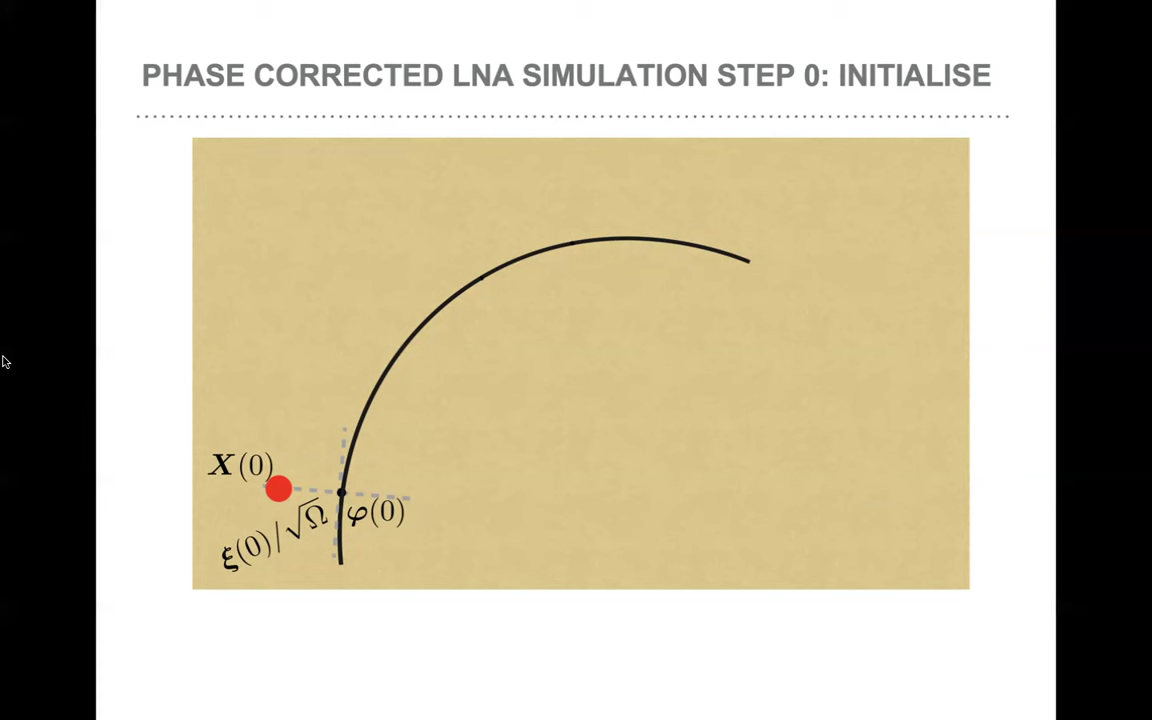 PHASE CORRECTED LNA SIMULATION STEP 0: INITIALISE
X(0)
ξ(0)/√Ω
φ(0)